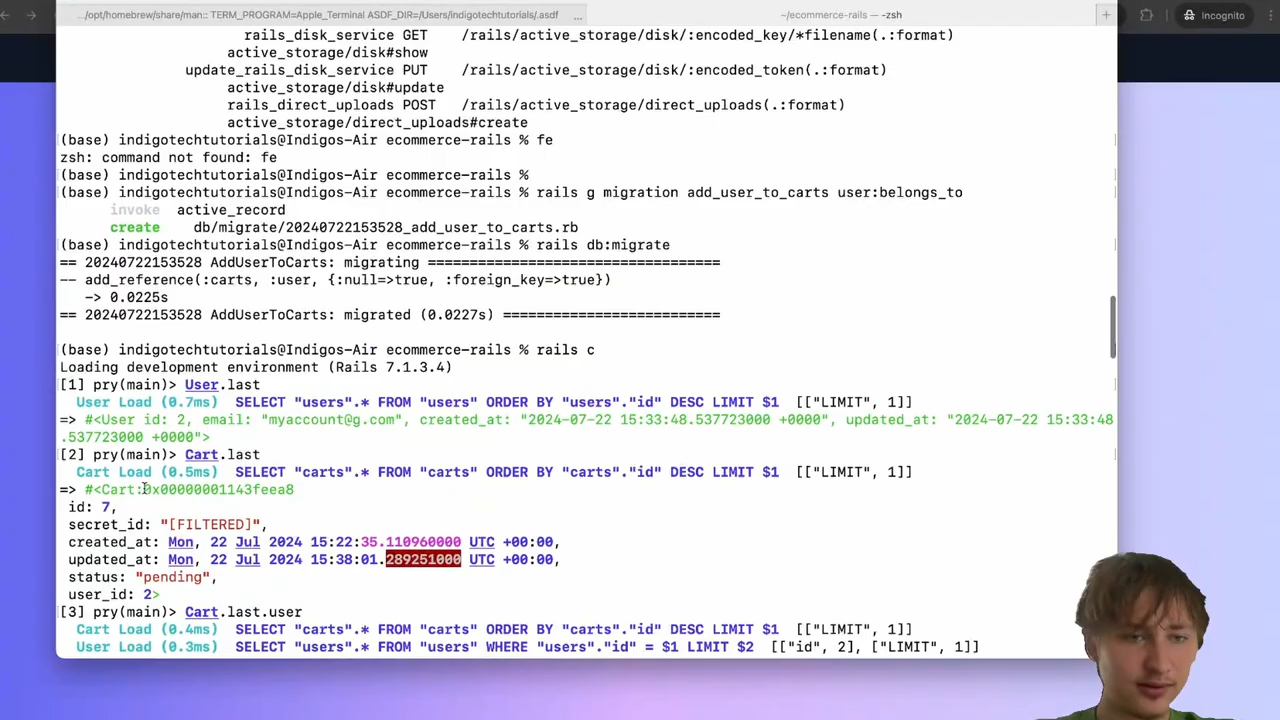 .../opt/homebrew/share/man:: TERM_PROGRAM=Apple_Terminal ASDF_DIR=/Users/indigotechtutorials/.asdf ...
~/ecommerce-rails — -zsh
+
Incognito
rails_disk_service GET    /rails/active_storage/disk/:encoded_key/*filename(.:format)
active_storage/disk#show
update_rails_disk_service PUT    /rails/active_storage/disk/:encoded_token(.:format)
active_storage/disk#update
rails_direct_uploads POST   /rails/active_storage/direct_uploads(.:format)
active_storage/direct_uploads#create
(base) indigotechtutorials@Indigos-Air ecommerce-rails % fe
zsh: command not found: fe
(base) indigotechtutorials@Indigos-Air ecommerce-rails %
(base) indigotechtutorials@Indigos-Air ecommerce-rails % rails g migration add_user_to_carts user:belongs_to
invoke  active_record
create    db/migrate/20240722153528_add_user_to_carts.rb
(base) indigotechtutorials@Indigos-Air ecommerce-rails % rails db:migrate
== 20240722153528 AddUserToCarts: migrating ===================================
-- add_reference(:carts, :user, {:null=>true, :foreign_key=>true})
-> 0.0225s
== 20240722153528 AddUserToCarts: migrated (0.0227s) ==========================
(base) indigotechtutorials@Indigos-Air ecommerce-rails % rails c
Loading development environment (Rails 7.1.3.4)
[1] pry(main)> User.last
User Load (0.7ms)  SELECT "users".* FROM "users" ORDER BY "users"."id" DESC LIMIT $1  [["LIMIT", 1]]
=> #<User id: 2, email: "myaccount@g.com", created_at: "2024-07-22 15:33:48.537723000 +0000", updated_at: "2024-07-22 15:33:48
.537723000 +0000">
[2] pry(main)> Cart.last
Cart Load (0.5ms)  SELECT "carts".* FROM "carts" ORDER BY "carts"."id" DESC LIMIT $1  [["LIMIT", 1]]
=> #<Cart:0x00000001143feea8
id: 7,
secret_id: "[FILTERED]",
created_at: Mon, 22 Jul 2024 15:22:35.110960000 UTC +00:00,
updated_at: Mon, 22 Jul 2024 15:38:01.289251000 UTC +00:00,
status: "pending",
user_id: 2>
[3] pry(main)> Cart.last.user
Cart Load (0.4ms)  SELECT "carts".* FROM "carts" ORDER BY "carts"."id" DESC LIMIT $1  [["LIMIT", 1]]
User Load (0.3ms)  SELECT "users".* FROM "users" WHERE "users"."id" = $1 LIMIT $2  [["id", 2], ["LIMIT", 1]]